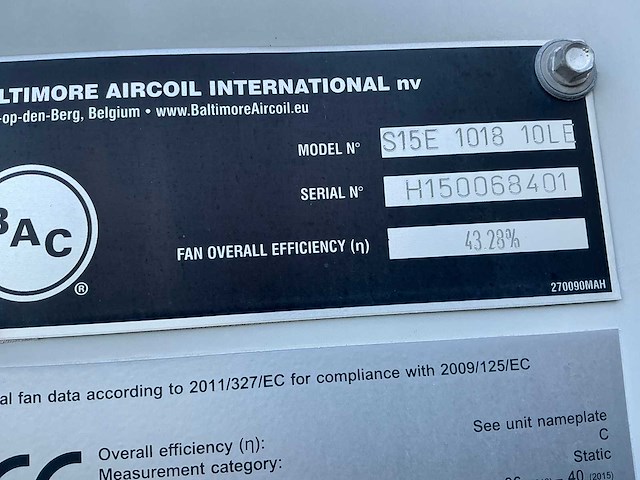 LTIMORE AIRCOIL INTERNATIONAL nv
-op-den-Berg, Belgium • www.BaltimoreAircoil.eu
MODEL N° S15E 1018 10LE
SERIAL N° H150068401
BAC ®
FAN OVERALL EFFICIENCY (η) 43.28%
270090MAH
al fan data according to 2011/327/EC for compliance with 2009/125/EC
Overall efficiency (η): See unit nameplate
Measurement category: C
Static
40 (2015)